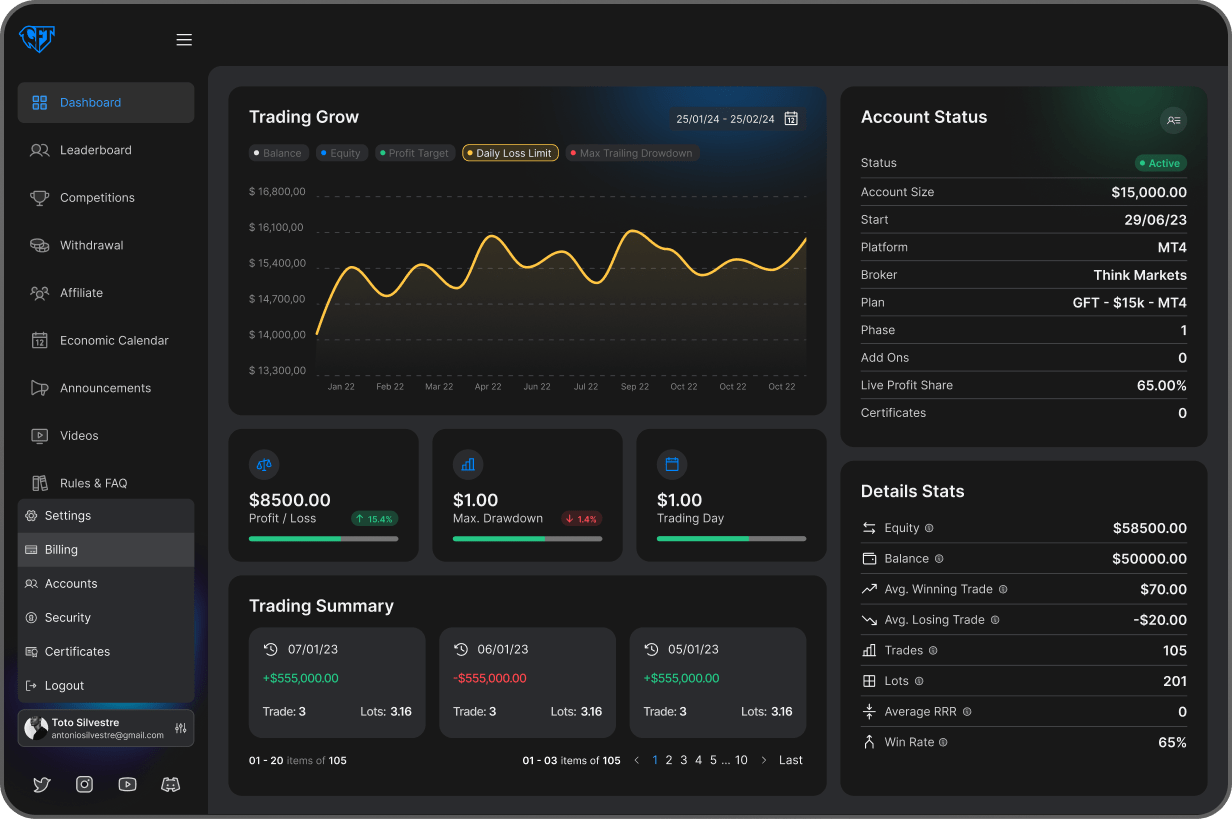 GFT
Dashboard
Leaderboard
Competitions
Withdrawal
Affiliate
12
Economic Calendar
Announcements
Videos
Rules & FAQ
Settings
Billing
Accounts
Security
Certificates
Logout
Toto Silvestre
antoniosilvestre@gmail.com
Trading Grow
25/01/24 - 25/02/24
12
Balance
Equity
Profit Target
Daily Loss Limit
Max Trailing Drowdown
$ 16,800,00
$ 16,100,00
$ 15,400,00
$ 14,700,00
$ 14,000,00
$ 13,300,00
Jan 22 Feb 22 Mar 22 Apr 22 Jun 22 Jul 22 Sep 22 Oct 22 Oct 22 Oct 22
$8500.00
Profit / Loss
15.4%
$1.00
Max. Drawdown
1.4%
$1.00
Trading Day
Trading Summary
07/01/23
+$555,000.00
Trade: 3 Lots: 3.16
06/01/23
-$555,000.00
Trade: 3 Lots: 3.16
05/01/23
+$555,000.00
Trade: 3 Lots: 3.16
01 - 20 items of 105
01 - 03 items of 105
1 2 3 4 5 ... 10
Last
Account Status
Status Active
Account Size $15,000.00
Start 29/06/23
Platform MT4
Broker Think Markets
Plan GFT - $15k - MT4
Phase 1
Add Ons 0
Live Profit Share 65.00%
Certificates 0
Details Stats
Equity $58500.00
Balance $50000.00
Avg. Winning Trade $70.00
Avg. Losing Trade -$20.00
Trades 105
Lots 201
Average RRR 0
Win Rate 65%